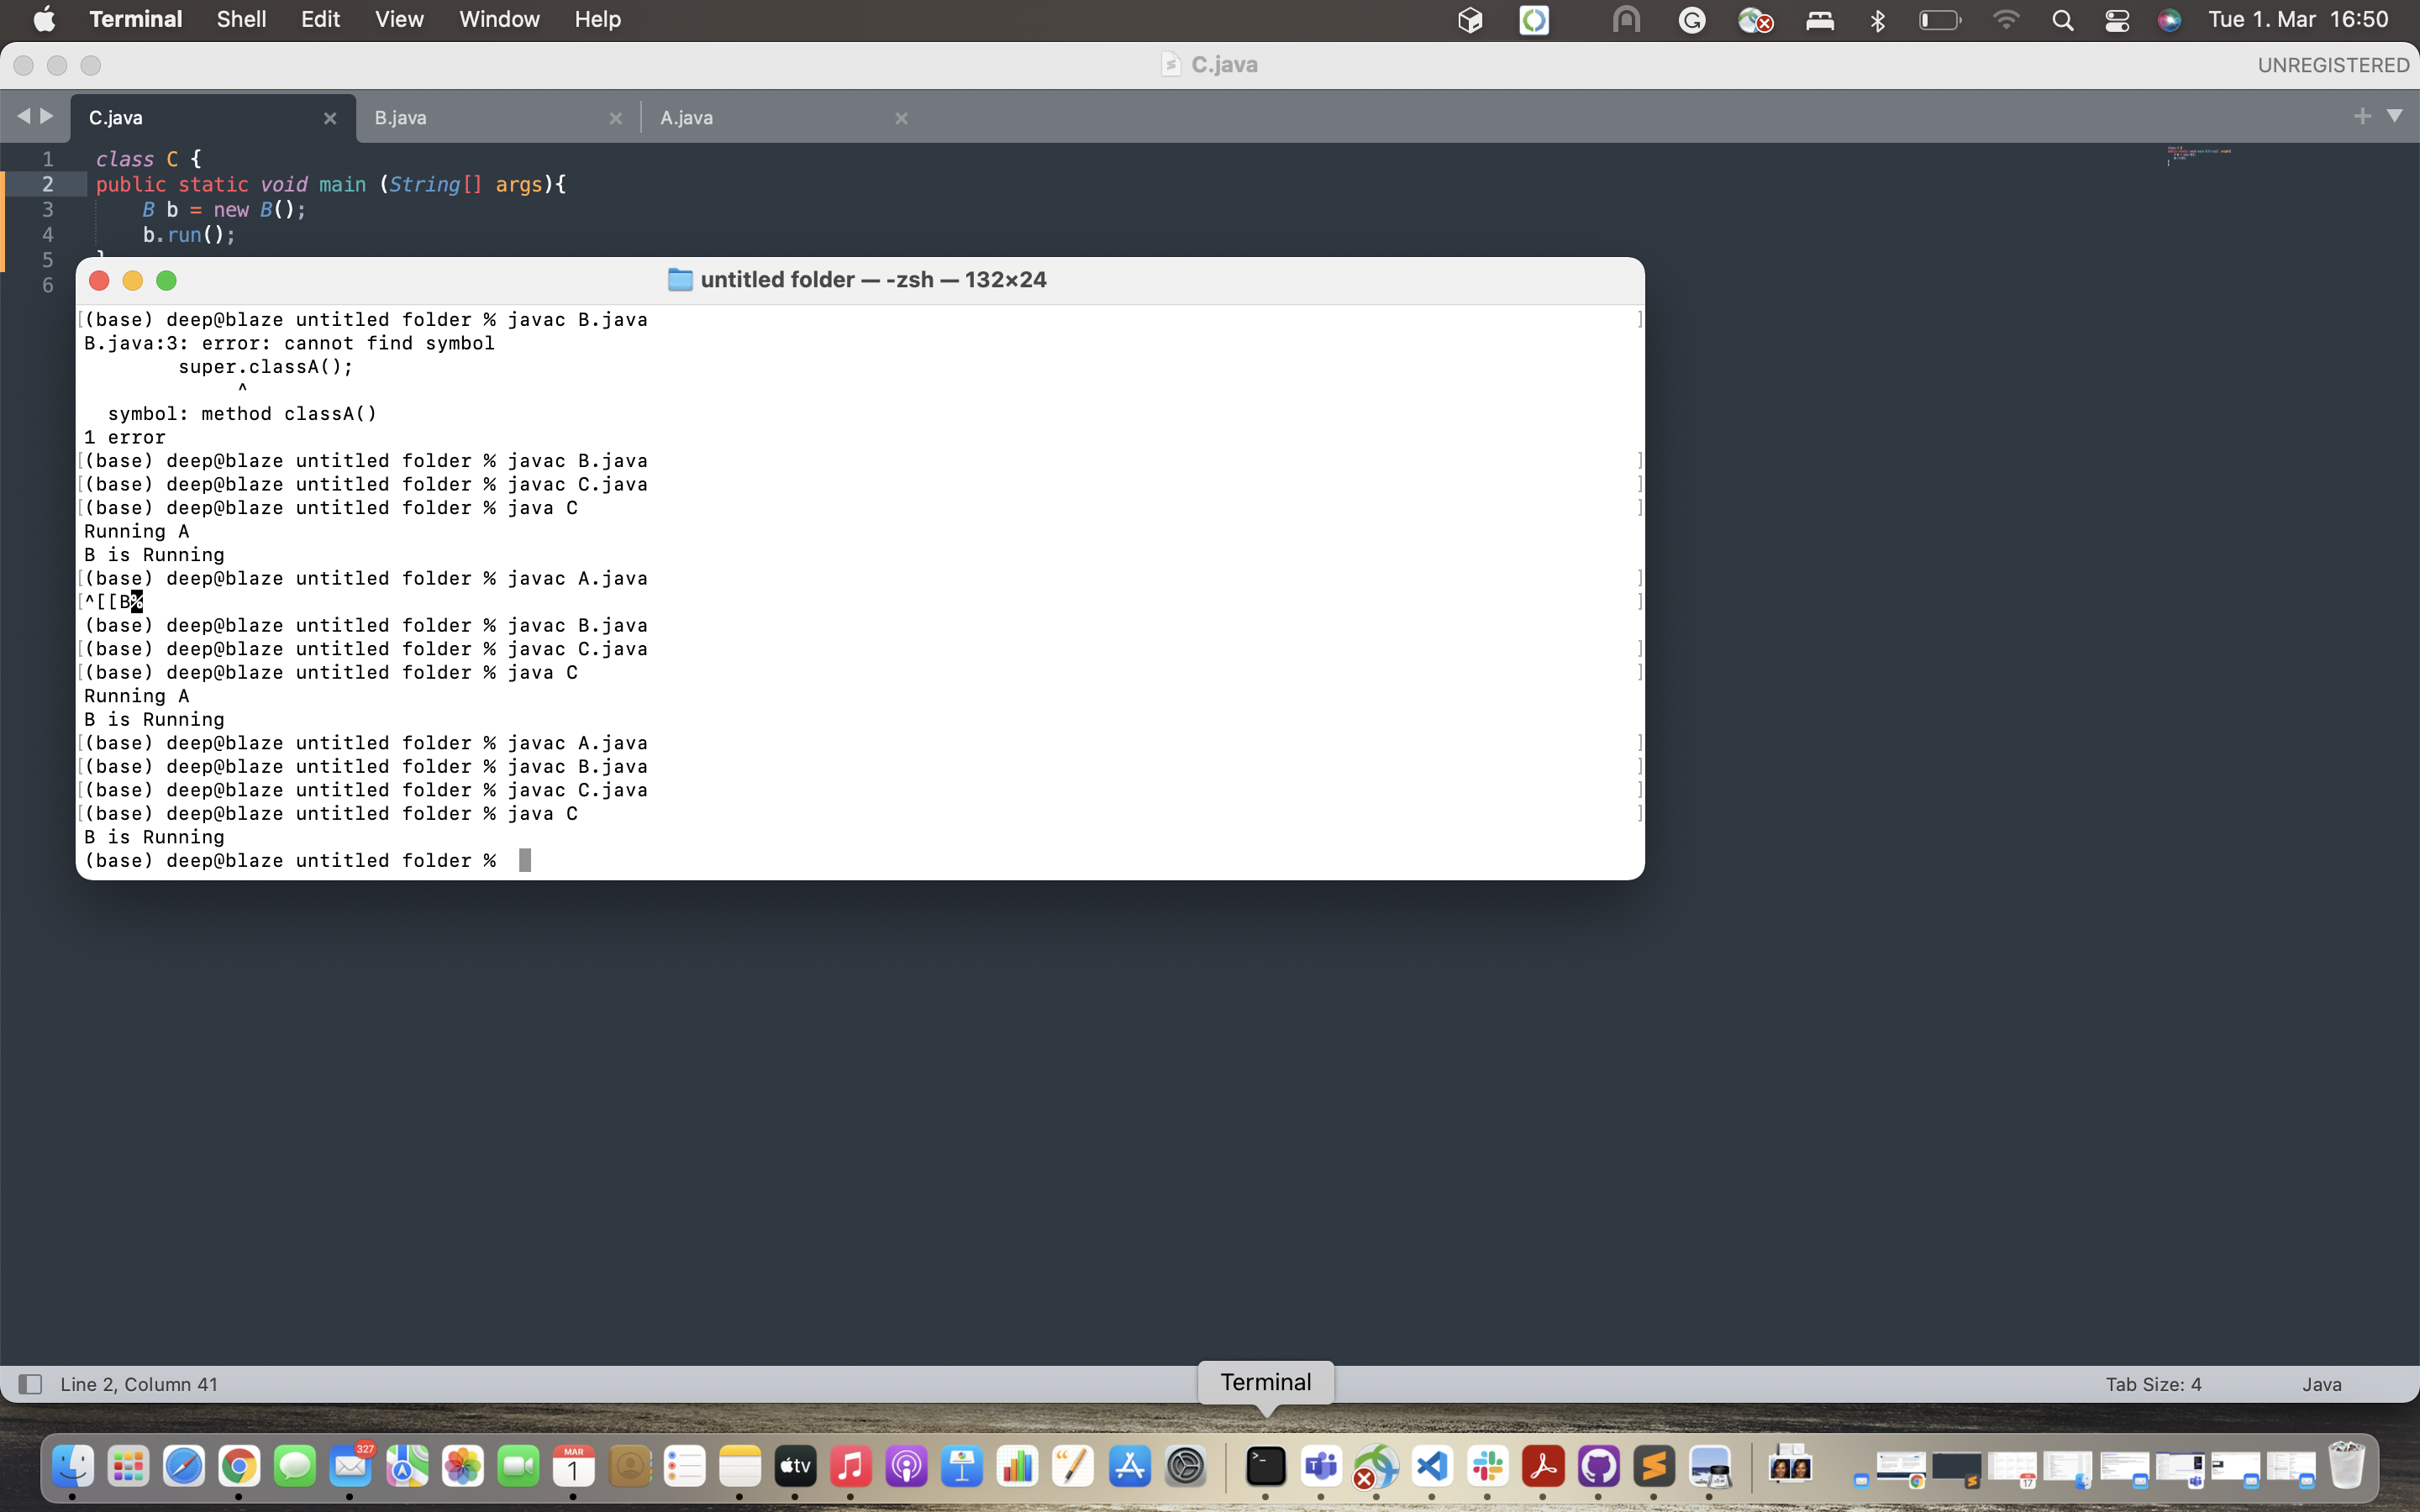 Terminal Shell Edit View Window Help Tue 1. Mar 16:50
C.java UNREGISTERED
C.java B.java A.java
1 class C {
2 public static void main (String[] args){
3 B b = new B();
4 b.run();
5 }
6
untitled folder — -zsh — 132×24
[(base) deep@blaze untitled folder % javac B.java ]
B.java:3: error: cannot find symbol
super.classA();
^
symbol: method classA()
1 error
[(base) deep@blaze untitled folder % javac B.java ]
[(base) deep@blaze untitled folder % javac C.java ]
[(base) deep@blaze untitled folder % java C ]
Running A
B is Running
[(base) deep@blaze untitled folder % javac A.java ]
[^[[B% ]
(base) deep@blaze untitled folder % javac B.java
[(base) deep@blaze untitled folder % javac C.java ]
[(base) deep@blaze untitled folder % java C ]
Running A
B is Running
[(base) deep@blaze untitled folder % javac A.java ]
[(base) deep@blaze untitled folder % javac B.java ]
[(base) deep@blaze untitled folder % javac C.java ]
[(base) deep@blaze untitled folder % java C ]
B is Running
(base) deep@blaze untitled folder %
Line 2, Column 41 Tab Size: 4 Java
Terminal
327
MAR
1
tv
17